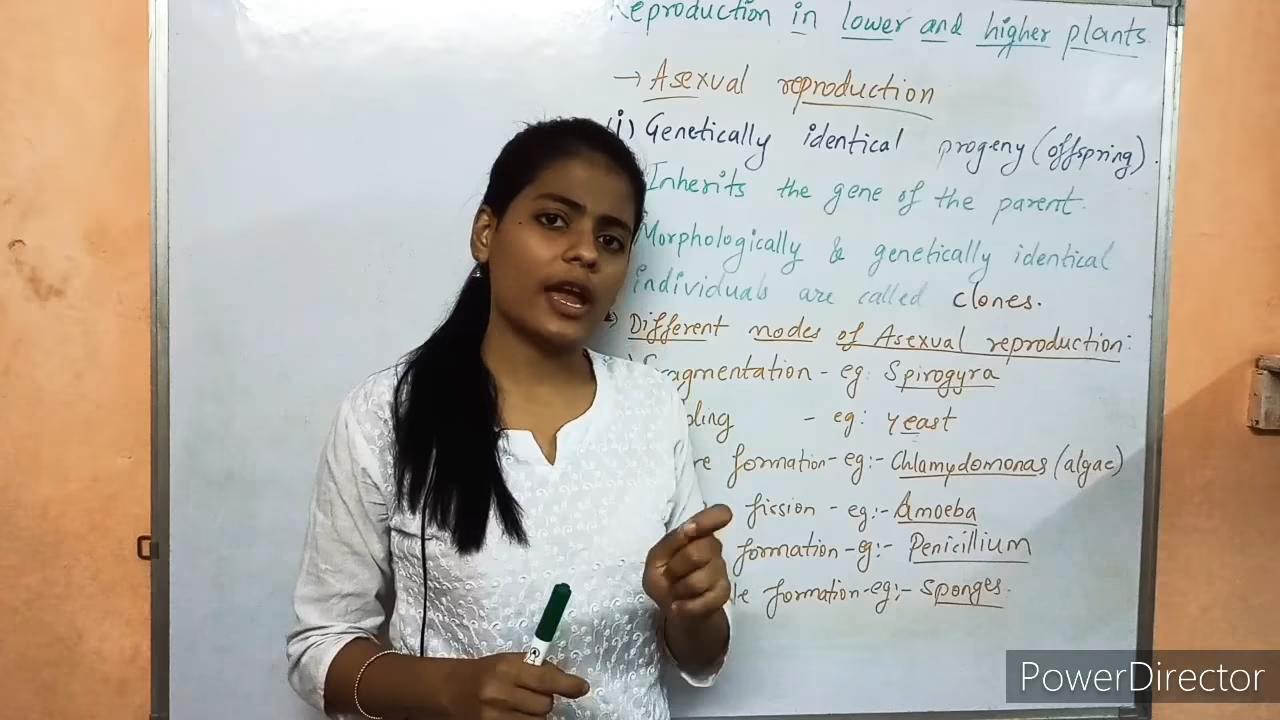 Reproduction in lower and higher plants.
→ Asexual reproduction
(i) Genetically identical progeny (offspring).
Inherits the gene of the parent.
Morphologically & genetically identical
individuals are called clones.
Different modes of Asexual reproduction:
Fragmentation - eg: Spirogyra
- eg: Yeast
formation - eg:- Chlamydomonas (algae)
fission - eg:- Amoeba
formation - eg:- Penicillium
formation - eg:- Sponges.
PowerDirector